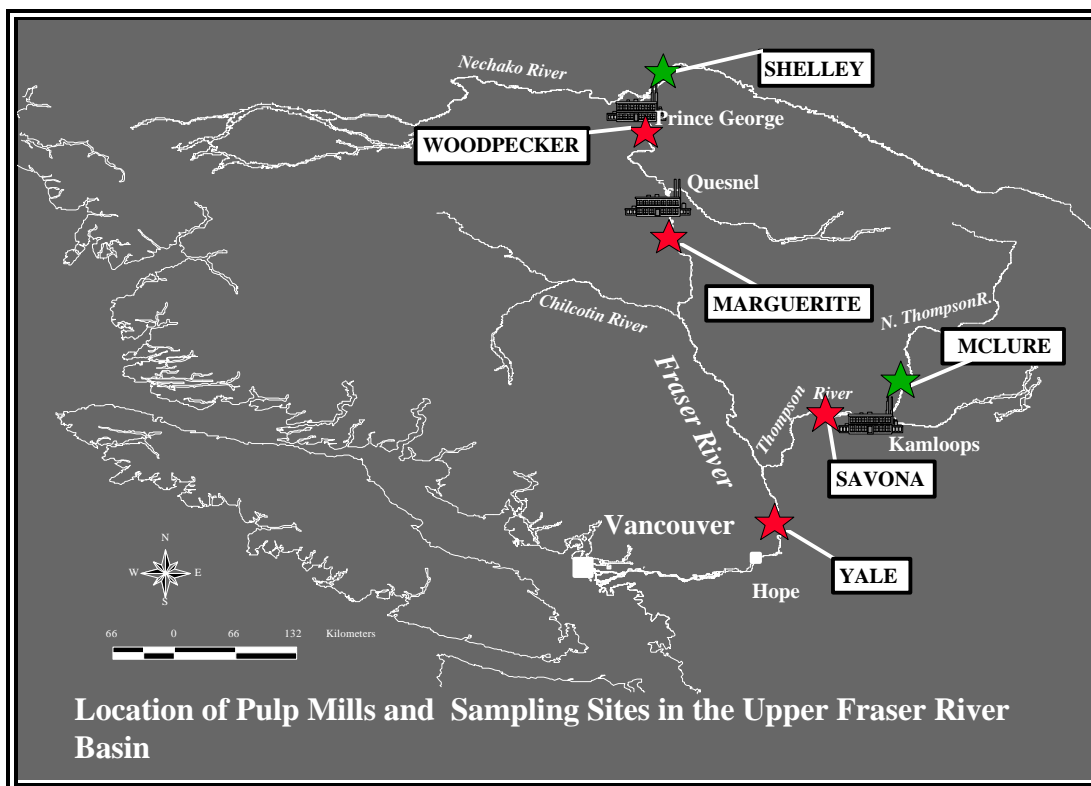 Nechako River
SHELLEY
Prince George
WOODPECKER
Quesnel
MARGUERITE
Chilcotin River
N. ThompsonR.
MCLURE
Fraser River
Thompson River
Kamloops
SAVONA
Vancouver
Hope
YALE
N
W E
S
66 0 66 132 Kilometers
Location of Pulp Mills and Sampling Sites in the Upper Fraser River
Basin